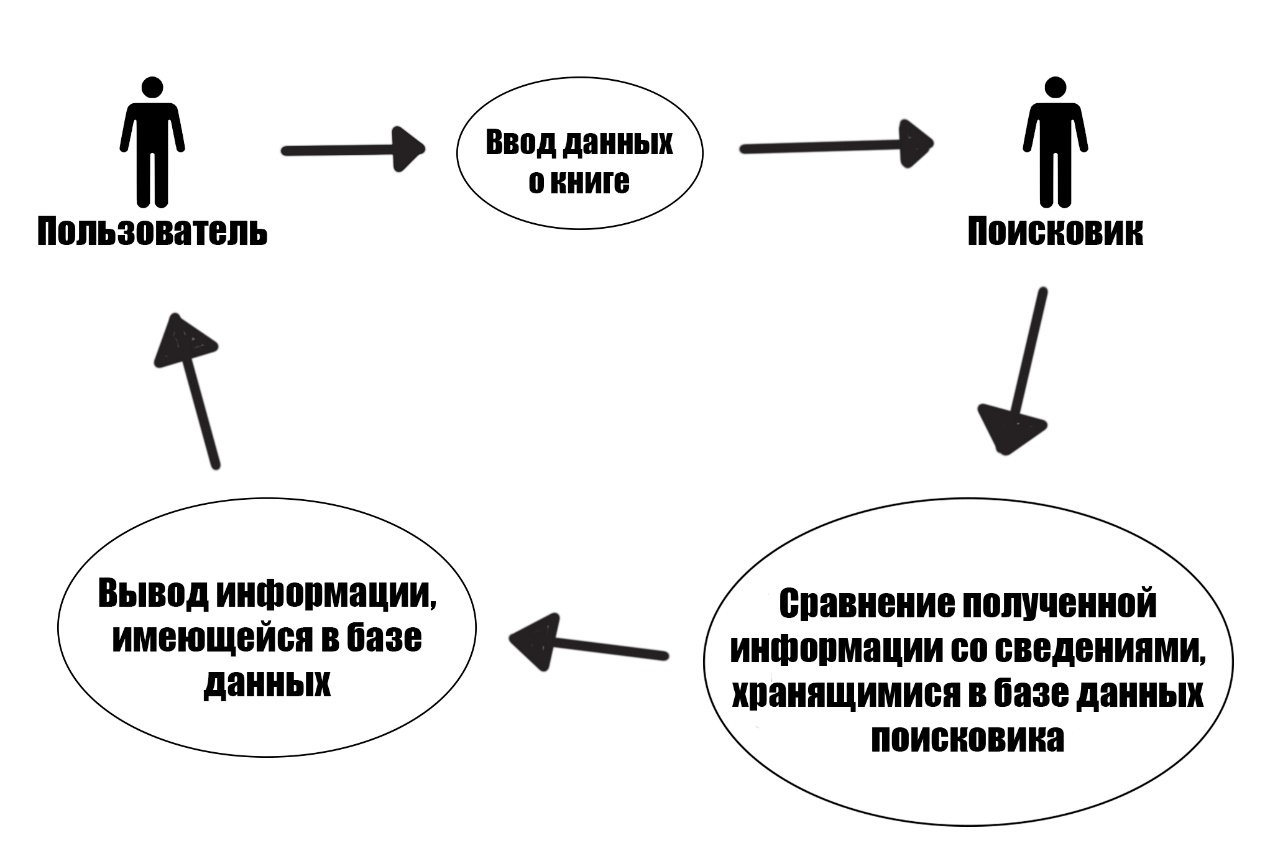 Ввод данных
о книге
Пользователь
Поисковик
Вывод информации,
имеющейся в базе
данных
Сравнение полученной
информации со сведениями,
хранящимися в базе данных
поисковика